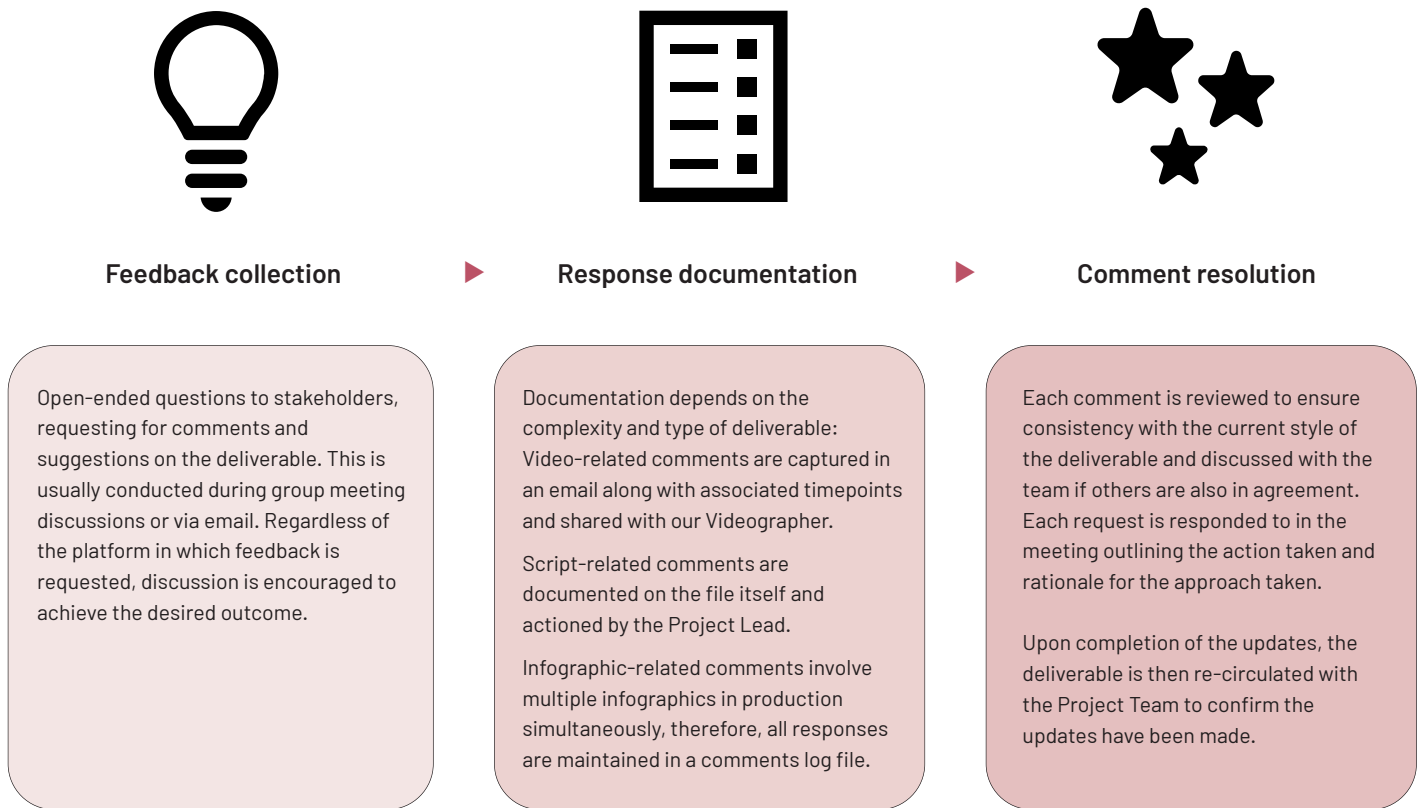 Feedback collection
Response documentation
Comment resolution
Open-ended questions to stakeholders,
requesting for comments and
suggestions on the deliverable. This is
usually conducted during group meeting
discussions or via email. Regardless of
the platform in which feedback is
requested, discussion is encouraged to
achieve the desired outcome.
Documentation depends on the
complexity and type of deliverable:
Video-related comments are captured in
an email along with associated timepoints
and shared with our Videographer.
Script-related comments are
documented on the file itself and
actioned by the Project Lead.
Infographic-related comments involve
multiple infographics in production
simultaneously, therefore, all responses
are maintained in a comments log file.
Each comment is reviewed to ensure
consistency with the current style of
the deliverable and discussed with the
team if others are also in agreement.
Each request is responded to in the
meeting outlining the action taken and
rationale for the approach taken.
Upon completion of the updates, the
deliverable is then re-circulated with
the Project Team to confirm the
updates have been made.